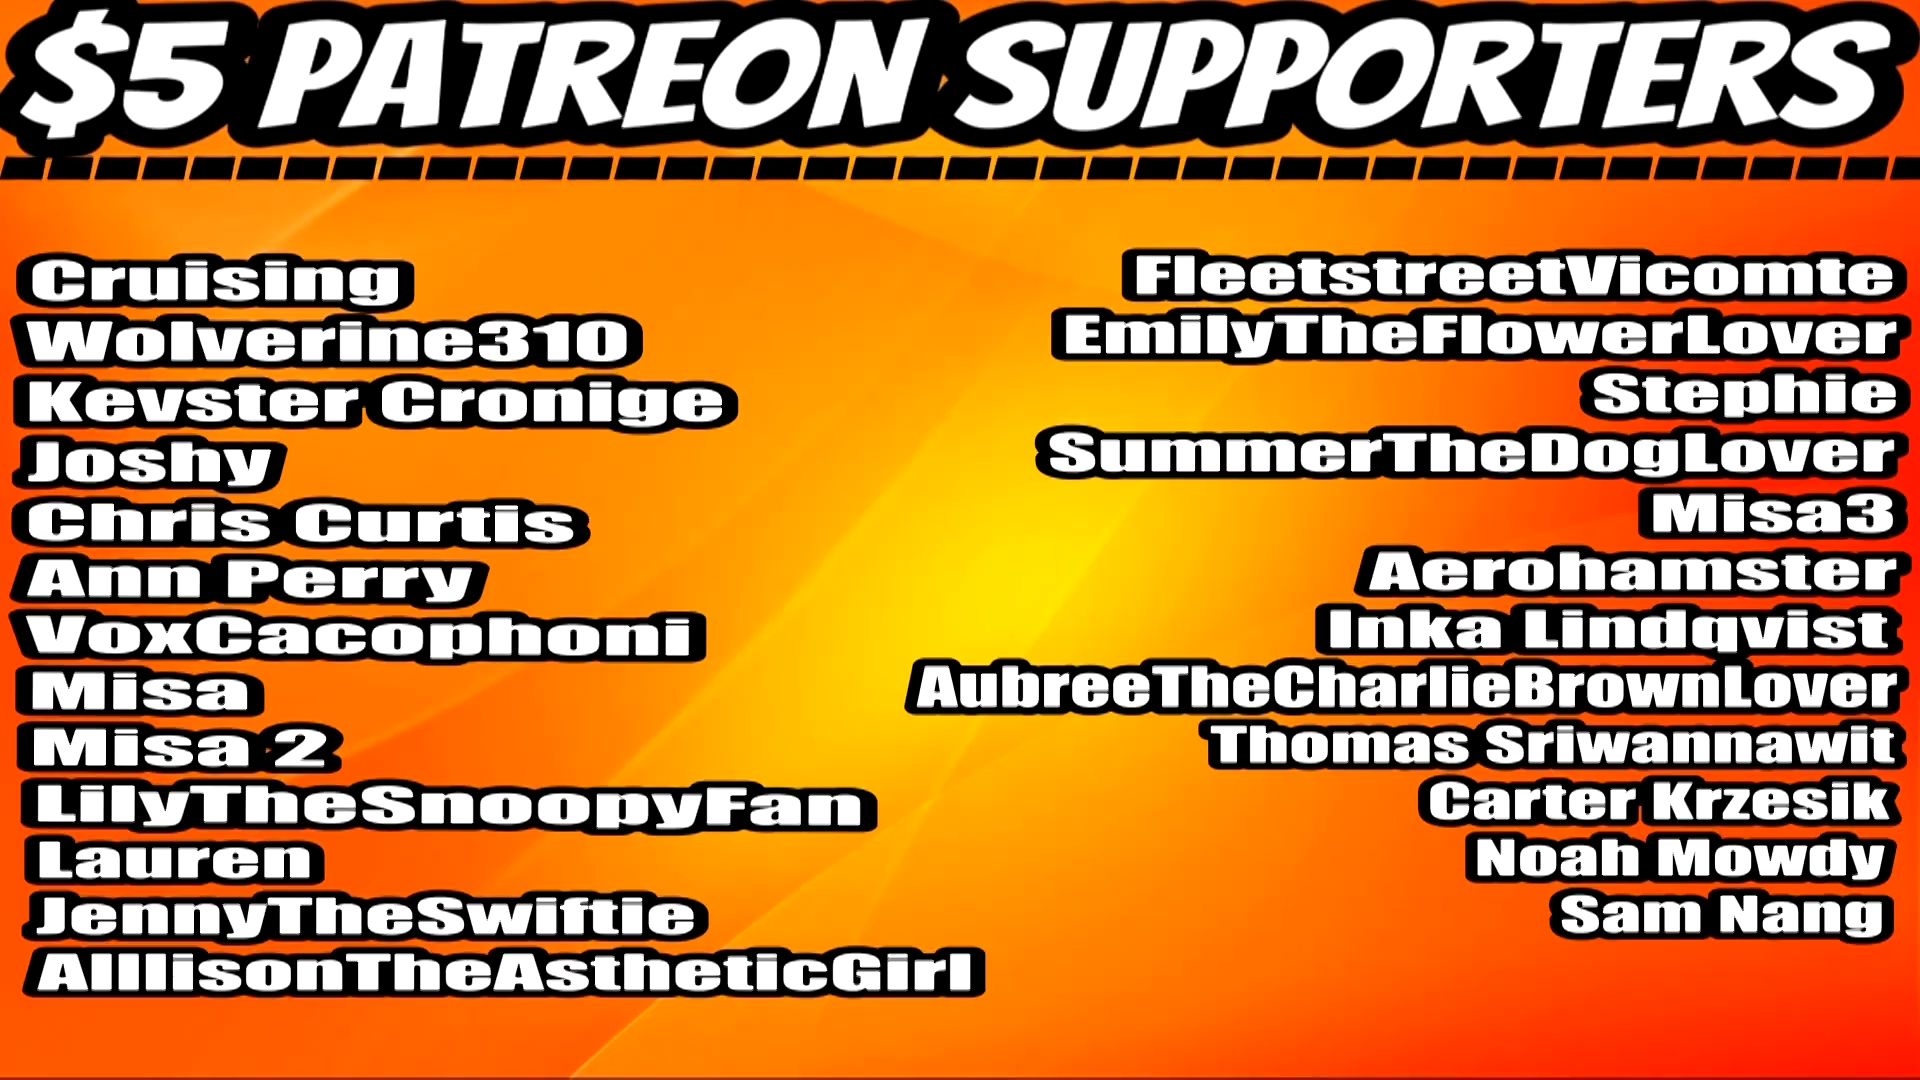 $5 PATREON SUPPORTERS
Cruising
Wolverine310
Kevster Cronige
Joshy
Chris Curtis
Ann Perry
VoxCacophoni
Misa
Misa 2
LilyTheSnoopyFan
Lauren
JennyTheSwiftie
AlllisonTheAstheticGirl
FleetstreetVicomte
EmilyTheFlowerLover
Stephie
SummerTheDogLover
Misa3
Aerohamster
Inka Lindqvist
AubreeTheCharlieBrownLover
Thomas Sriwannawit
Carter Krzesik
Noah Mowdy
Sam Nang